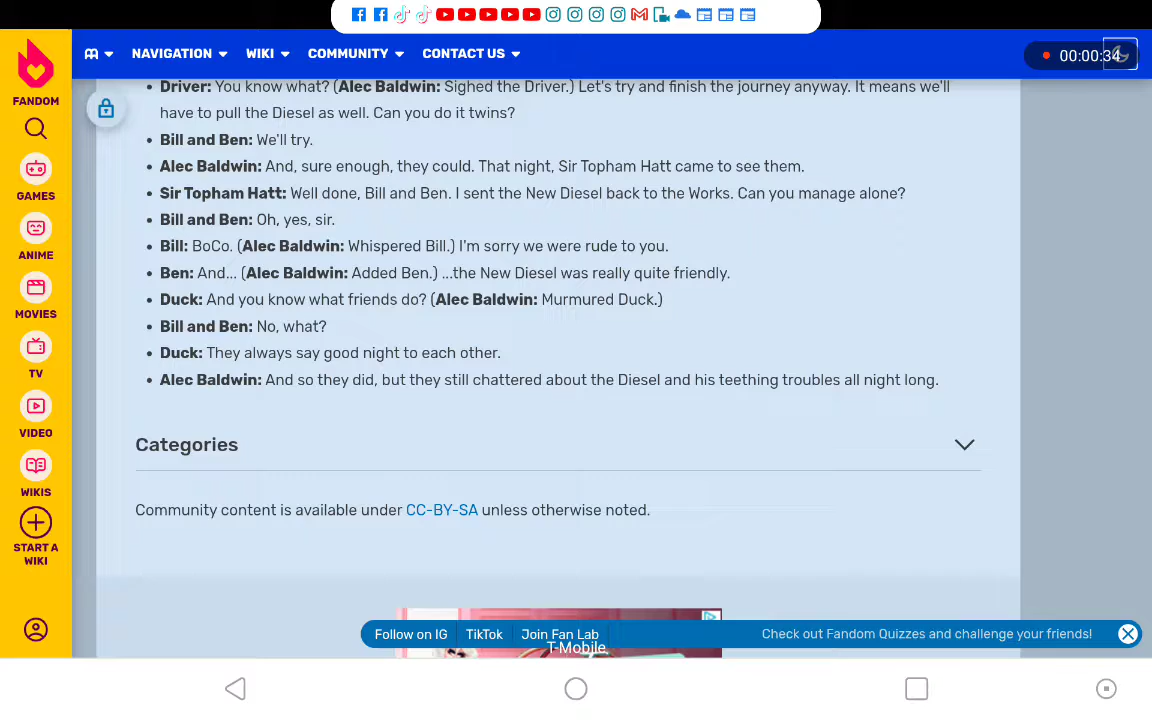 NAVIGATION WIKI COMMUNITY CONTACT US
00:00:34
FANDOM
GAMES
ANIME
MOVIES
TV
VIDEO
WIKIS
START A
WIKI
Driver: You know what? (Alec Baldwin: Sighed the Driver.) Let's try and finish the journey anyway. It means we'll
have to pull the Diesel as well. Can you do it twins?
Bill and Ben: We'll try.
Alec Baldwin: And, sure enough, they could. That night, Sir Topham Hatt came to see them.
Sir Topham Hatt: Well done, Bill and Ben. I sent the New Diesel back to the Works. Can you manage alone?
Bill and Ben: Oh, yes, sir.
Bill: BoCo. (Alec Baldwin: Whispered Bill.) I'm sorry we were rude to you.
Ben: And... (Alec Baldwin: Added Ben.) ...the New Diesel was really quite friendly.
Duck: And you know what friends do? (Alec Baldwin: Murmured Duck.)
Bill and Ben: No, what?
Duck: They always say good night to each other.
Alec Baldwin: And so they did, but they still chattered about the Diesel and his teething troubles all night long.
Categories
Community content is available under CC-BY-SA unless otherwise noted.
Follow on IG TikTok Join Fan Lab Check out Fandom Quizzes and challenge your friends!
T-Mobile